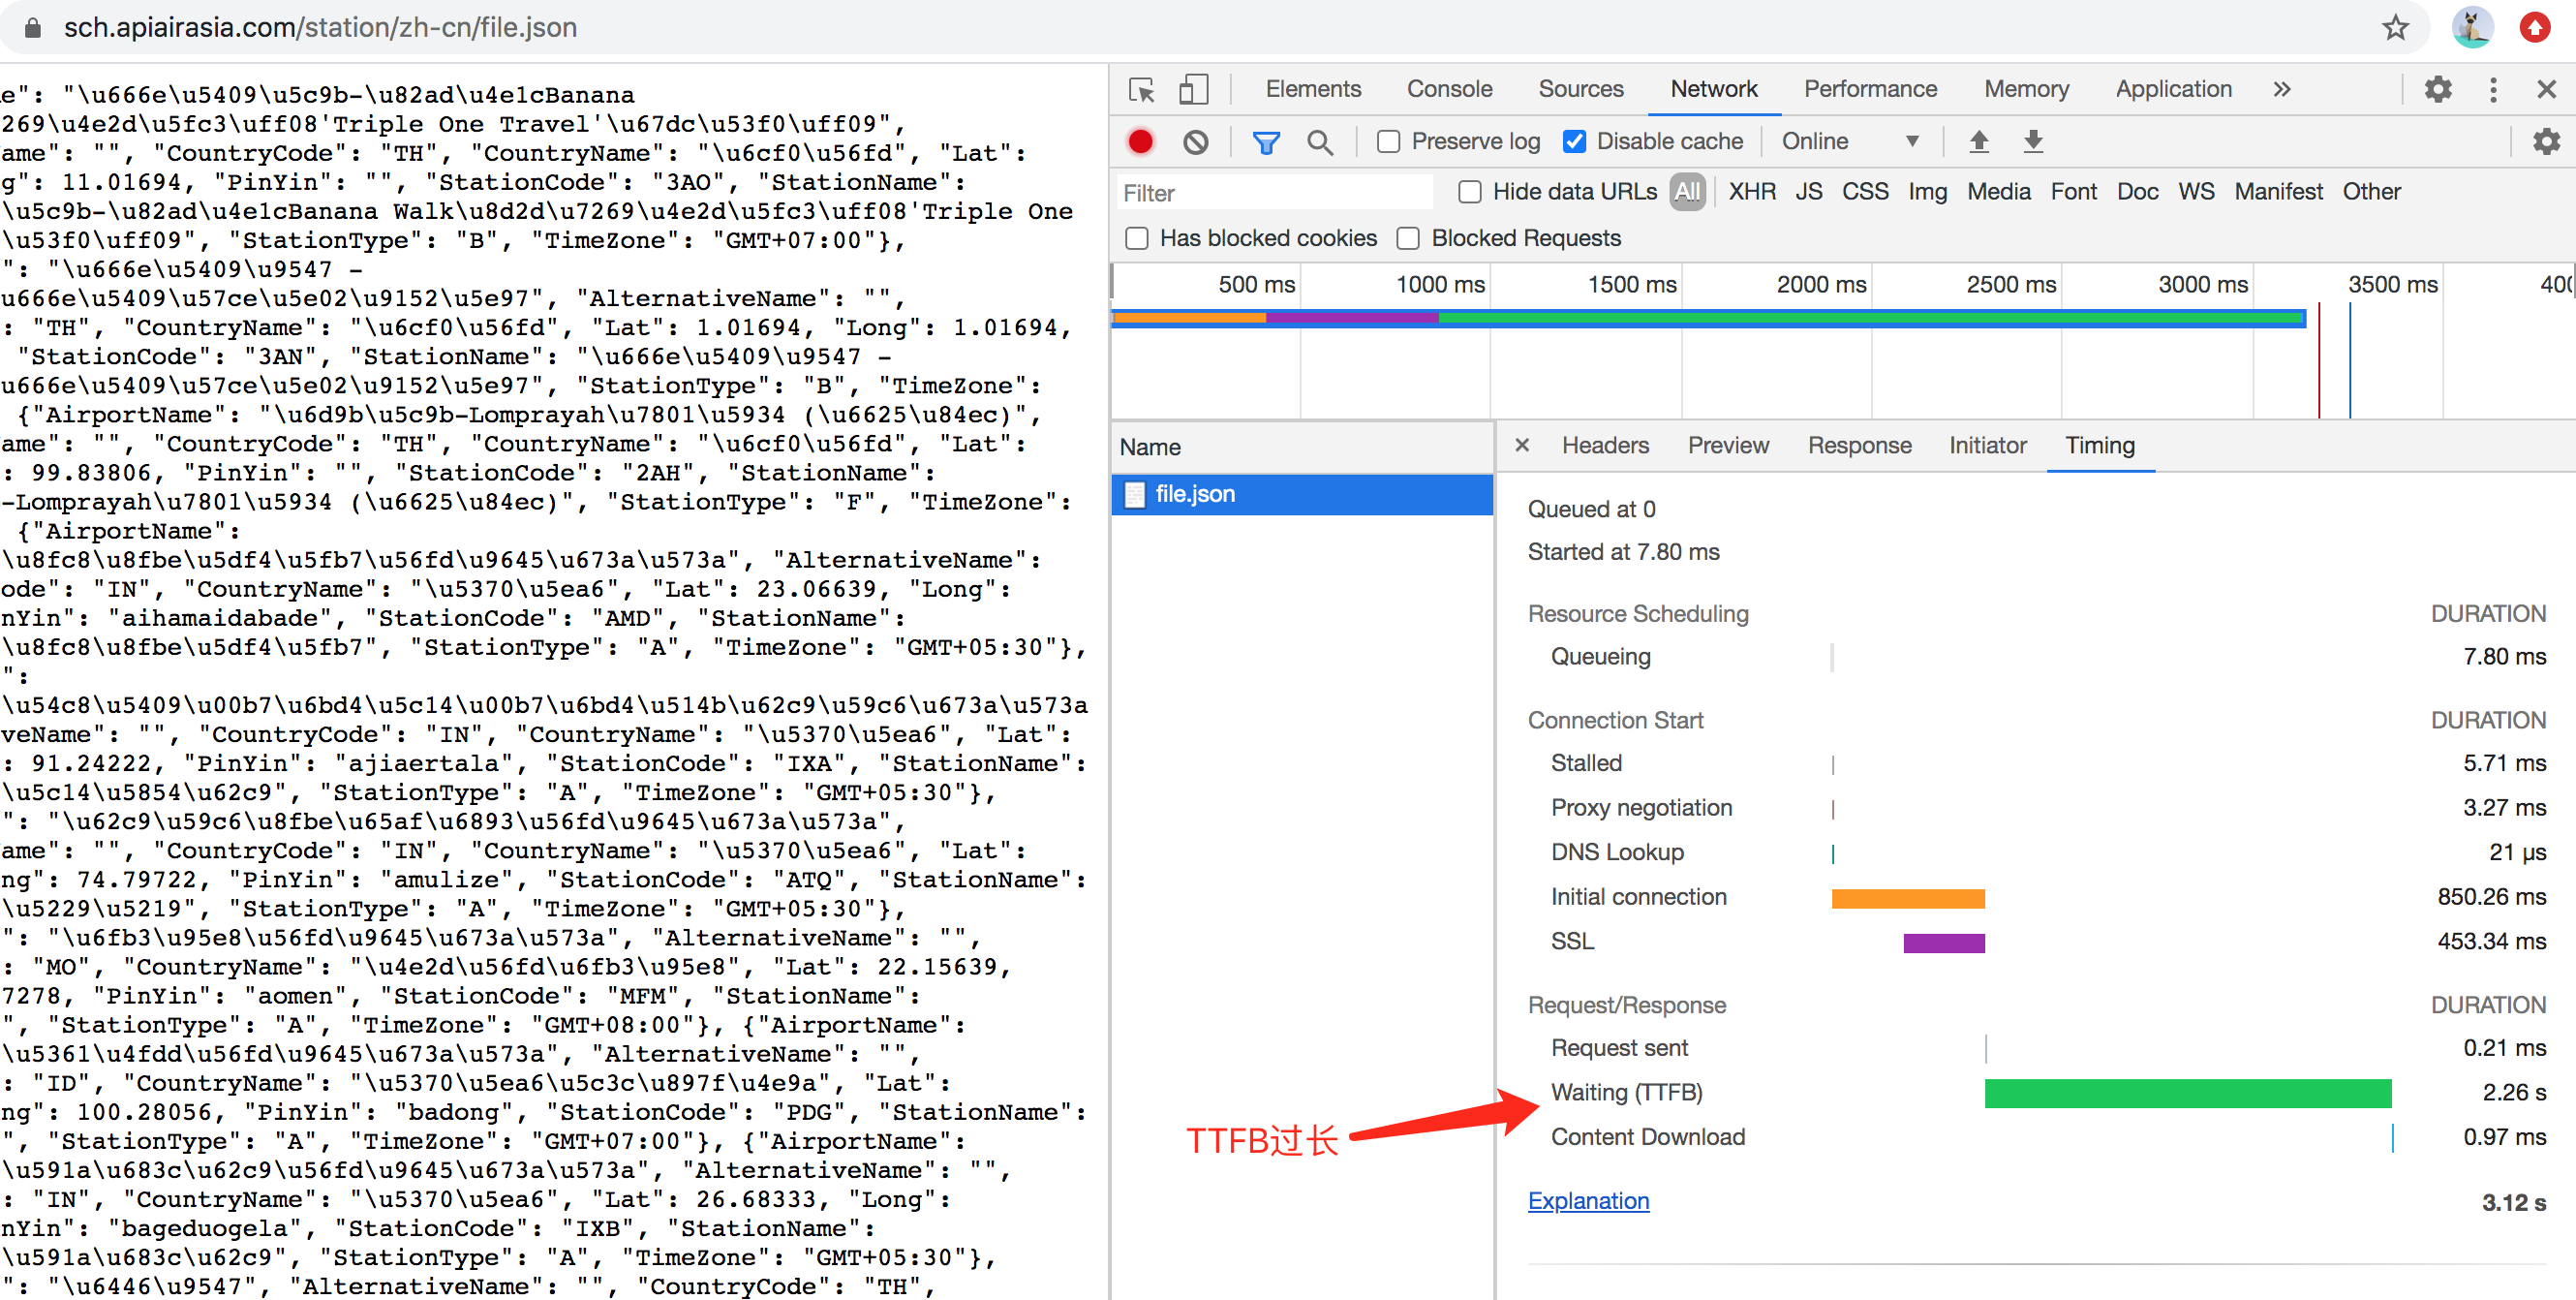 sch.apiairasia.com/station/zh-cn/file.json
e": "\u666e\u5409\u5c9b-\u82ad\u4e1cBanana
269\u4e2d\u5fc3\uff08'Triple One Travel'\u67dc\u53f0\uff09",
ame": "", "CountryCode": "TH", "CountryName": "\u6cf0\u56fd", "Lat":
g": 11.01694, "PinYin": "", "StationCode": "3AO", "StationName":
\u5c9b-\u82ad\u4e1cBanana Walk\u8d2d\u7269\u4e2d\u5fc3\uff08'Triple One
\u53f0\uff09", "StationType": "B", "TimeZone": "GMT+07:00"},
": "\u666e\u5409\u9547 -
u666e\u5409\u57ce\u5e02\u9152\u5e97", "AlternativeName": "",
: "TH", "CountryName": "\u6cf0\u56fd", "Lat": 1.01694, "Long": 1.01694,
"StationCode": "3AN", "StationName": "\u666e\u5409\u9547 -
u666e\u5409\u57ce\u5e02\u9152\u5e97", "StationType": "B", "TimeZone":
{"AirportName": "\u6d9b\u5c9b-Lomprayah\u7801\u5934 (\u6625\u84ec)",
ame": "", "CountryCode": "TH", "CountryName": "\u6cf0\u56fd", "Lat":
: 99.83806, "PinYin": "", "StationCode": "2AH", "StationName":
-Lomprayah\u7801\u5934 (\u6625\u84ec)", "StationType": "F", "TimeZone":
{"AirportName":
\u8fc8\u8fbe\u5df4\u5fb7\u56fd\u9645\u673a\u573a", "AlternativeName":
ode": "IN", "CountryName": "\u5370\u5ea6", "Lat": 23.06639, "Long":
nYin": "aihamaidabade", "StationCode": "AMD", "StationName":
\u8fc8\u8fbe\u5df4\u5fb7", "StationType": "A", "TimeZone": "GMT+05:30"},
":
\u54c8\u5409\u00b7\u6bd4\u5c14\u00b7\u6bd4\u514b\u62c9\u59c6\u673a\u573a
veName": "", "CountryCode": "IN", "CountryName": "\u5370\u5ea6", "Lat":
: 91.24222, "PinYin": "ajiaertala", "StationCode": "IXA", "StationName":
\u5c14\u5854\u62c9", "StationType": "A", "TimeZone": "GMT+05:30"},
": "\u62c9\u59c6\u8fbe\u65af\u6893\u56fd\u9645\u673a\u573a",
ame": "", "CountryCode": "IN", "CountryName": "\u5370\u5ea6", "Lat":
ng": 74.79722, "PinYin": "amulize", "StationCode": "ATQ", "StationName":
\u5229\u5219", "StationType": "A", "TimeZone": "GMT+05:30"},
": "\u6fb3\u95e8\u56fd\u9645\u673a\u573a", "AlternativeName": "",
: "MO", "CountryName": "\u4e2d\u56fd\u6fb3\u95e8", "Lat": 22.15639,
7278, "PinYin": "aomen", "StationCode": "MFM", "StationName":
", "StationType": "A", "TimeZone": "GMT+08:00"}, {"AirportName":
\u5361\u4fdd\u56fd\u9645\u673a\u573a", "AlternativeName": "",
: "ID", "CountryName": "\u5370\u5ea6\u5c3c\u897f\u4e9a", "Lat":
ng": 100.28056, "PinYin": "badong", "StationCode": "PDG", "StationName":
", "StationType": "A", "TimeZone": "GMT+07:00"}, {"AirportName":
\u591a\u683c\u62c9\u56fd\u9645\u673a\u573a", "AlternativeName": "",
: "IN", "CountryName": "\u5370\u5ea6", "Lat": 26.68333, "Long":
nYin": "bageduogela", "StationCode": "IXB", "StationName":
\u591a\u683c\u62c9", "StationType": "A", "TimeZone": "GMT+05:30"},
": "\u6446\u9547", "AlternativeName": "", "CountryCode": "TH",
Elements Console Sources Network Performance Memory Application »
Preserve log Disable cache Online
Filter Hide data URLs All XHR JS CSS Img Media Font Doc WS Manifest Other
Has blocked cookies Blocked Requests
500 ms 1000 ms 1500 ms 2000 ms 2500 ms 3000 ms 3500 ms 400
Name
file.json
Headers Preview Response Initiator Timing
Queued at 0
Started at 7.80 ms
Resource Scheduling DURATION
Queueing 7.80 ms
Connection Start DURATION
Stalled 5.71 ms
Proxy negotiation 3.27 ms
DNS Lookup 21 μs
Initial connection 850.26 ms
SSL 453.34 ms
Request/Response DURATION
Request sent 0.21 ms
Waiting (TTFB) 2.26 s
Content Download 0.97 ms
TTFB过长
Explanation 3.12 s